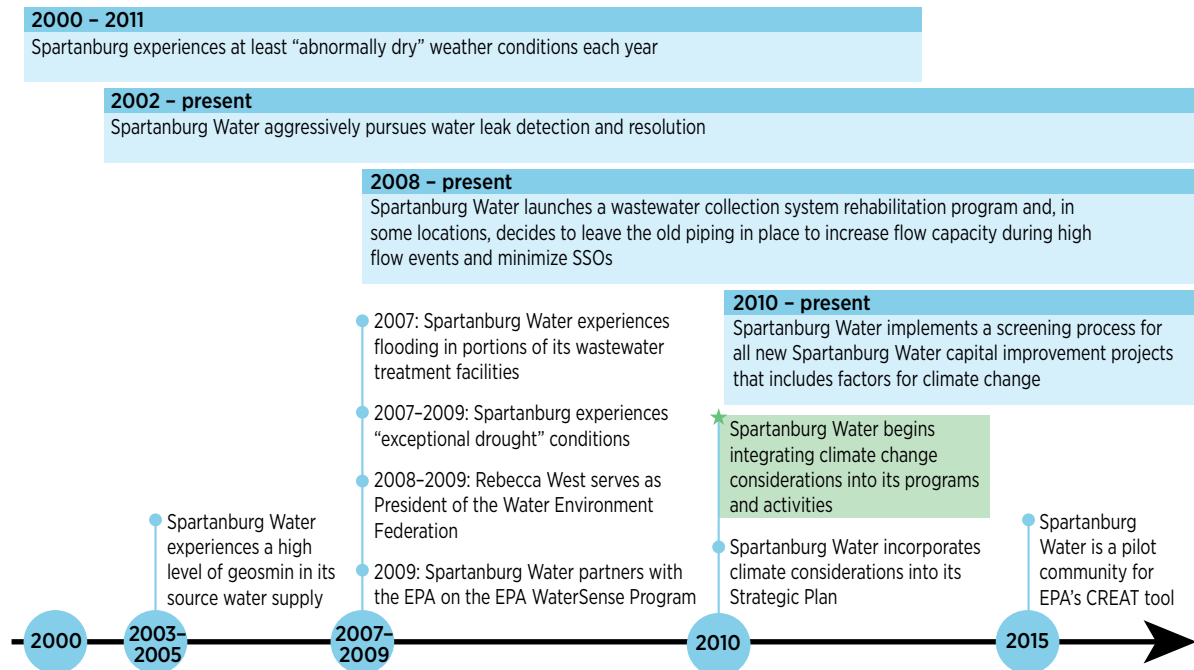 2000 – 2011
Spartanburg experiences at least “abnormally dry” weather conditions each year
2002 – present
Spartanburg Water aggressively pursues water leak detection and resolution
2008 – present
Spartanburg Water launches a wastewater collection system rehabilitation program and, in
some locations, decides to leave the old piping in place to increase flow capacity during high
flow events and minimize SSOs
2010 – present
Spartanburg Water implements a screening process for
all new Spartanburg Water capital improvement projects
that includes factors for climate change
Spartanburg Water
experiences a high
level of geosmin in its
source water supply
2007: Spartanburg Water experiences
flooding in portions of its wastewater
treatment facilities
2007–2009: Spartanburg experiences
“exceptional drought” conditions
2008–2009: Rebecca West serves as
President of the Water Environment
Federation
2009: Spartanburg Water partners with
the EPA on the EPA WaterSense Program
Spartanburg Water begins
integrating climate change
considerations into its programs
and activities
Spartanburg Water incorporates
climate considerations into its
Strategic Plan
Spartanburg
Water is a pilot
community for
EPA’s CREAT tool
2000
2003–
2005
2007–
2009
2010
2015